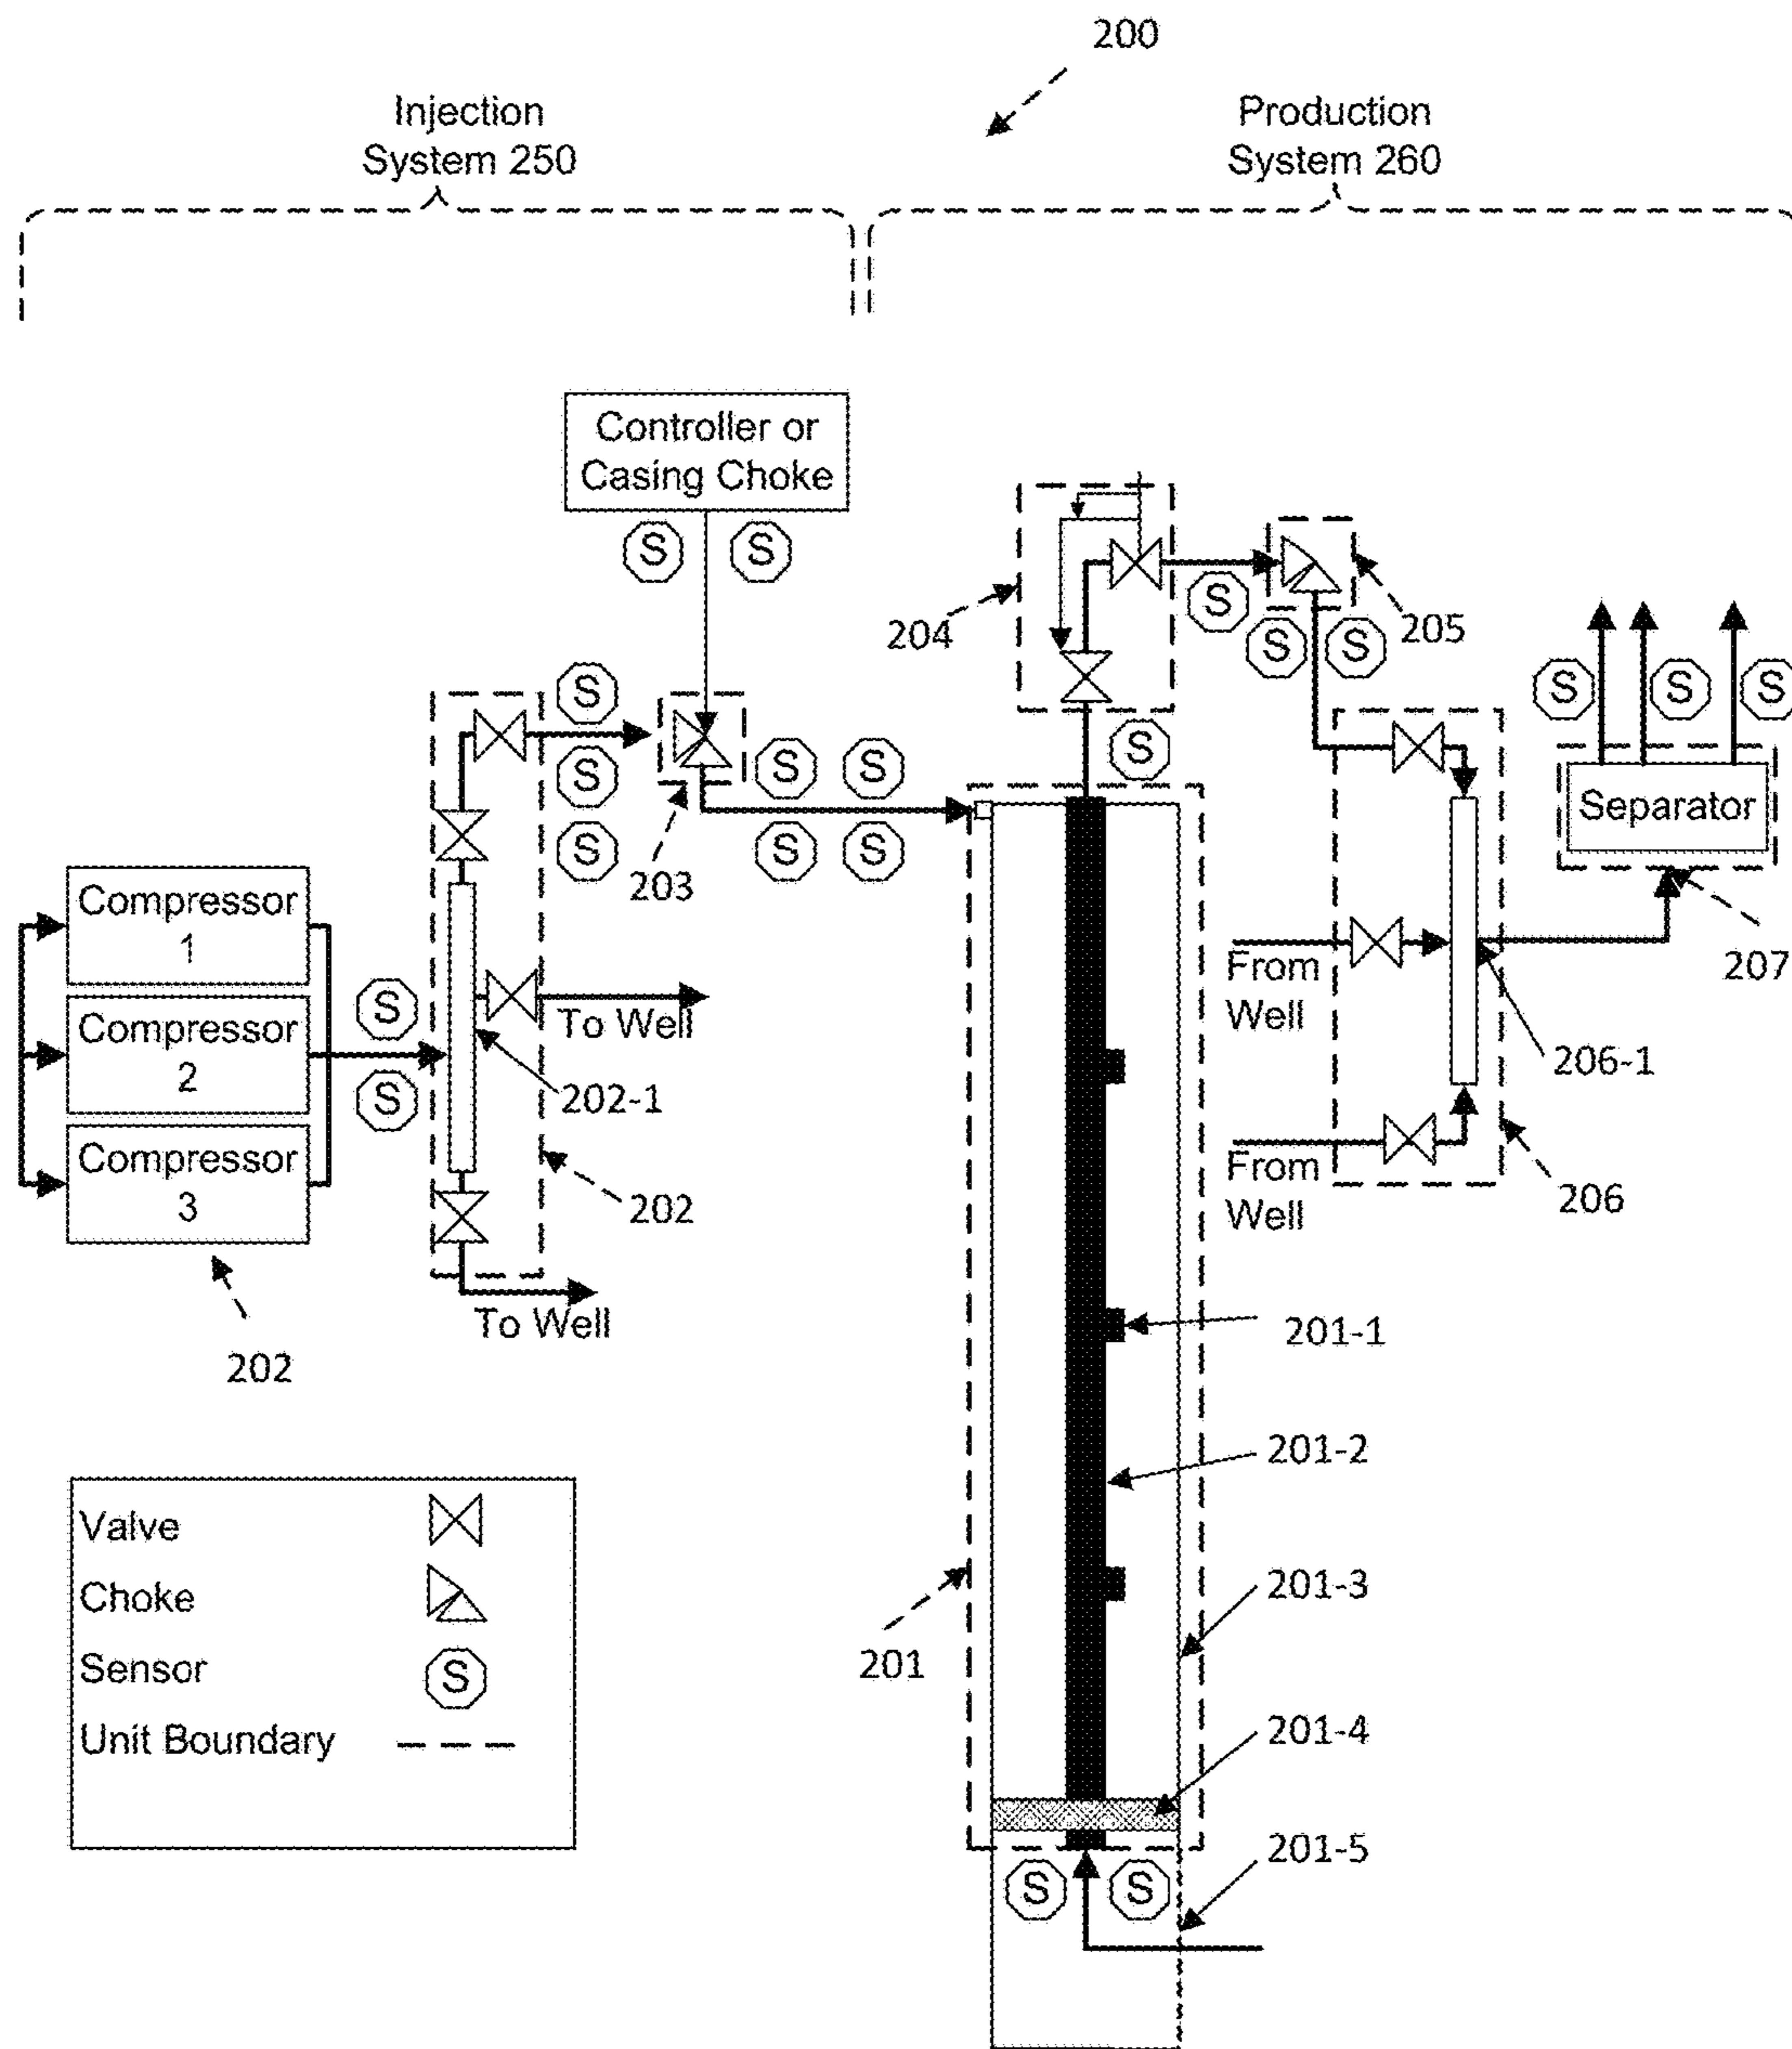 200
Injection
System 250
Production
System 260
Controller or
Casing Choke
S
S
204
S
S
S
205
S
S
S
S
S
S
S
S
S
S
S
S
203
Separator
207
Compressor
1
Compressor
2
Compressor
3
202
S
S
To Well
202-1
202
To Well
From
Well
206-1
From
Well
206
201-1
201-2
201-3
201
201-4
201-5
S
S
Valve
Choke
Sensor
S
Unit Boundary